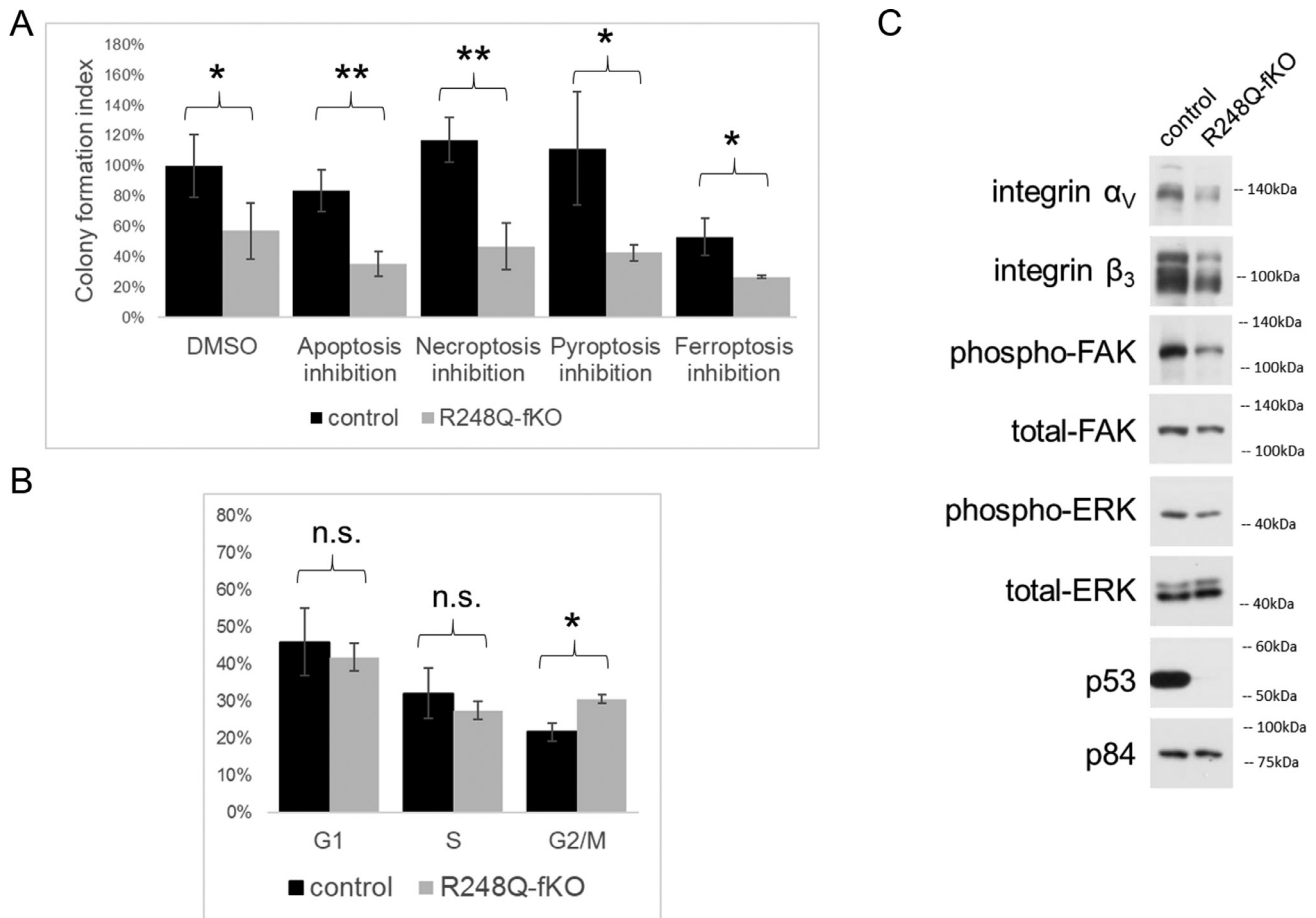 A
180%
160%
140%
120%
100%
80%
60%
40%
20%
0%
Colony formation index
*
**
**
*
*
DMSO
Apoptosis
inhibition
Necroptosis
inhibition
Pyroptosis
inhibition
Ferroptosis
inhibition
control R248Q-fKO
B
80%
70%
60%
50%
40%
30%
20%
10%
0%
n.s.
n.s.
*
G1 S G2/M
control R248Q-fKO
C
control
R248Q-fKO
integrin αV -- 140kDa
integrin β3 -- 100kDa
-- 140kDa
phospho-FAK
-- 100kDa
-- 140kDa
total-FAK
-- 100kDa
phospho-ERK -- 40kDa
total-ERK -- 40kDa
-- 60kDa
p53
-- 50kDa
-- 100kDa
p84 -- 75kDa